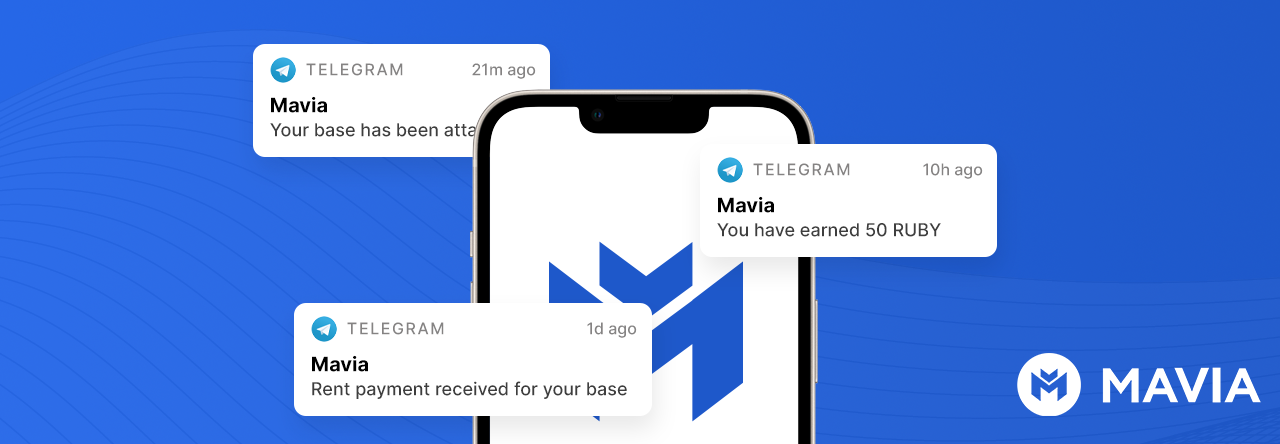 TELEGRAM 21m ago
Mavia
Your base has been atta
TELEGRAM 10h ago
Mavia
You have earned 50 RUBY
TELEGRAM 1d ago
Mavia
Rent payment received for your base
MAVIA